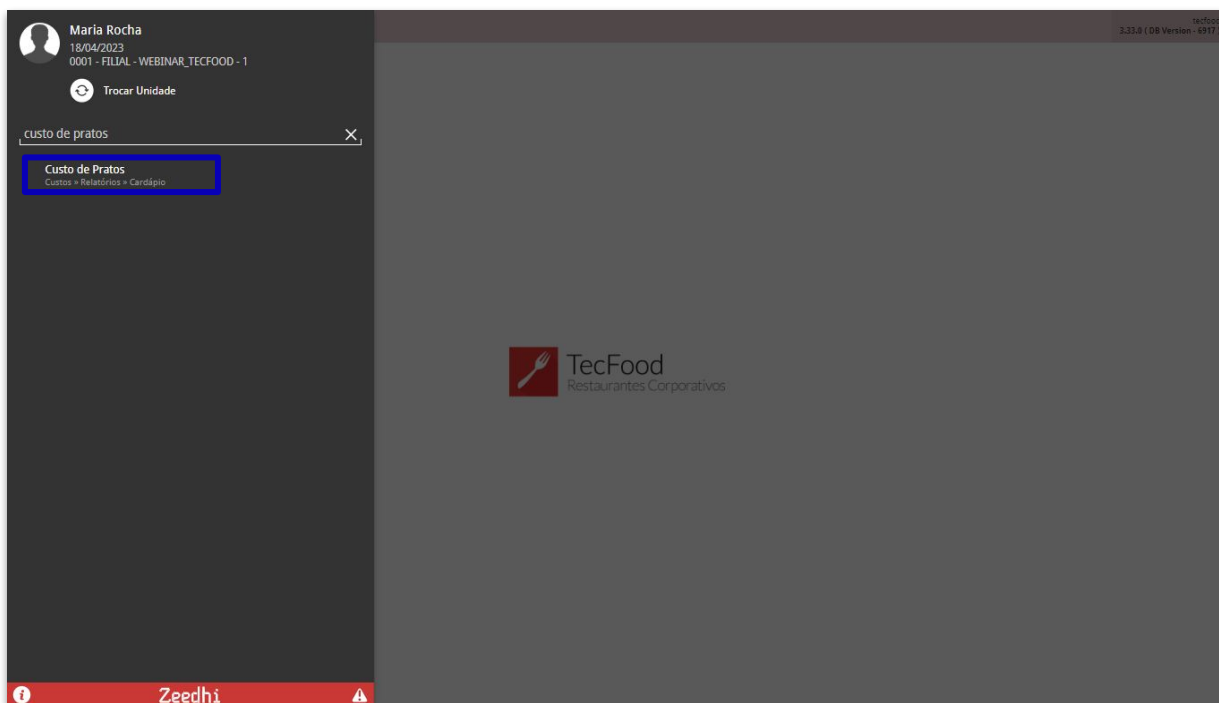 Maria Rocha
18/04/2023
0001 - FILIAL - WEBINAR_TECFOOD - 1
Trocar Unidade
custo de pratos
Custo de Pratos
Custos » Relatórios » Cardápio
tecfood
3.33.0 ( DB Version - 6917
TecFood
Restaurantes Corporativos
Zeedhi